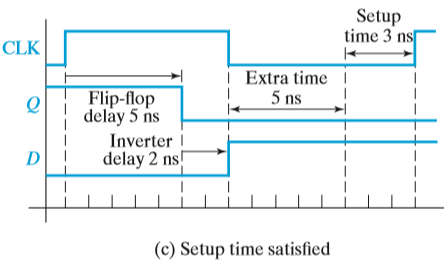 Setup
time 3 ns
CLK
Extra time
5 ns
Q
Flip-flop
delay 5 ns
Inverter
delay 2 ns
D
(c) Setup time satisfied